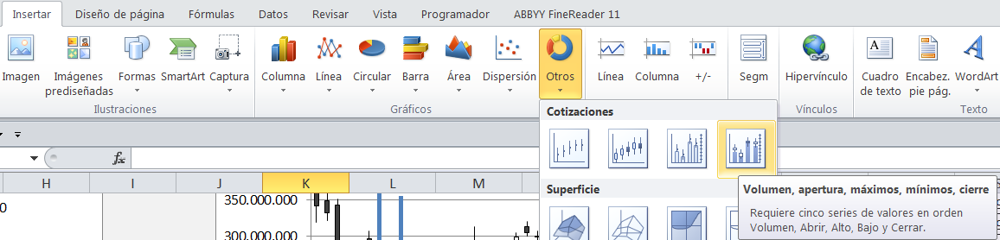 Insertar Diseño de página Fórmulas Datos Revisar Vista Programador ABBYY FineReader 11
Imagen Imágenes prediseñadas Formas SmartArt Captura Columna Línea Circular Barra Área Dispersión Otros Línea Columna +/- Segm Hipervínculo Cuadro de texto Encabez. pie pág. WordArt
Ilustraciones Gráficos Vínculos Texto
Cotizaciones
fx
H I J K L M
Superficie
Volumen, apertura, máximos, mínimos, cierre
Requiere cinco series de valores en orden
Volumen, Abrir, Alto, Bajo y Cerrar.
0
350.000.000
300.000.000